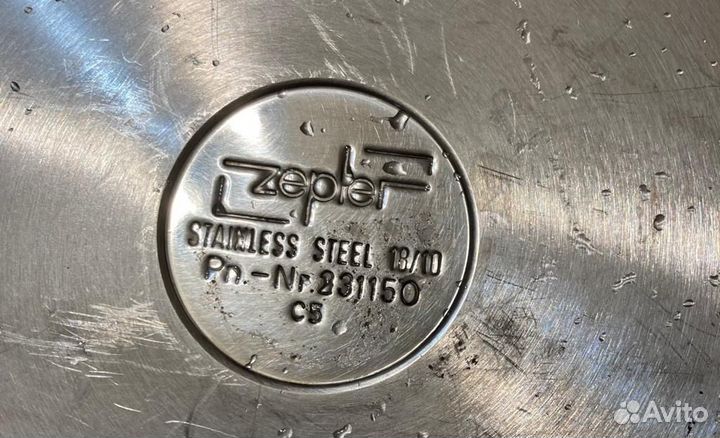 zepter
STAINLESS STEEL 18/10
Pn.-Nr.231150
C5
Avito